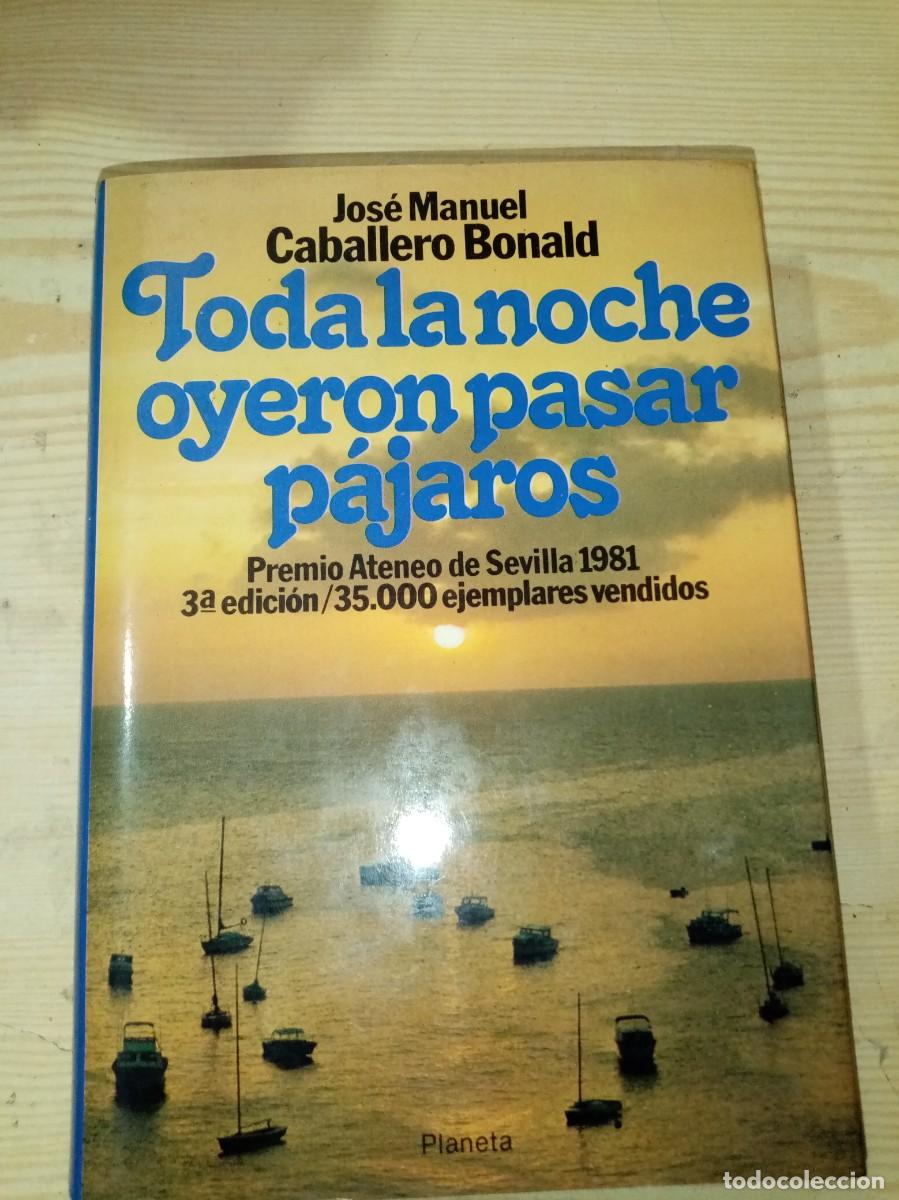 José Manuel
Caballero Bonald
Toda la noche
oyeron pasar
pájaros
Premio Ateneo de Sevilla 1981
3ª edición/35.000 ejemplares vendidos
Planeta
todocoleccion